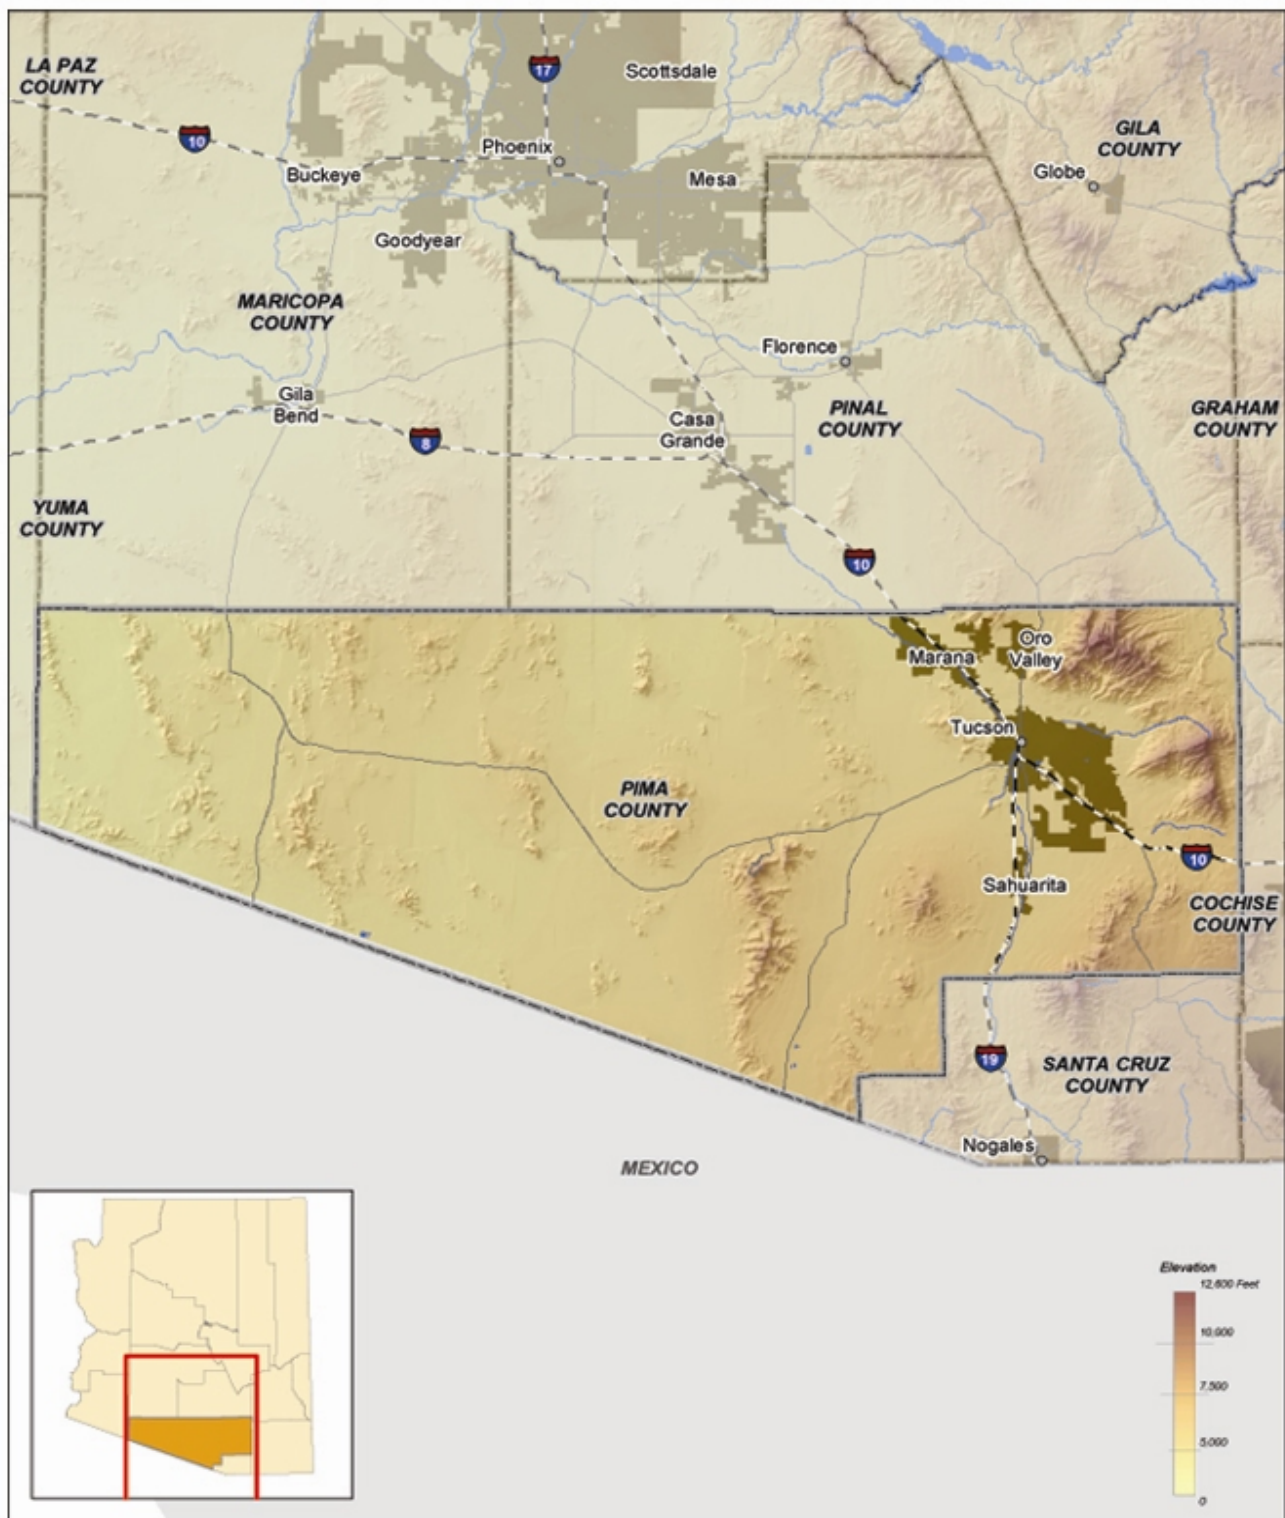 LA PAZ
COUNTY
17
Scottsdale
10
Phoenix
GILA
COUNTY
Buckeye
Mesa
Globe
Goodyear
MARICOPA
COUNTY
Florence
Gila
Bend
Casa
Grande
PINAL
COUNTY
GRAHAM
COUNTY
8
YUMA
COUNTY
10
Oro
Valley
Marana
Tucson
PIMA
COUNTY
10
Sahuarita
COCHISE
COUNTY
19
SANTA CRUZ
COUNTY
Nogales
MEXICO
Elevation
12,600 Feet
10,000
7,500
5,000
0